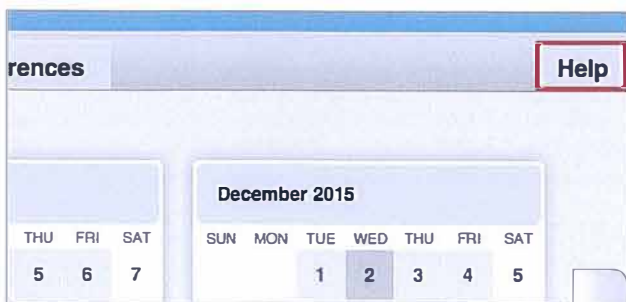 rences Help
December 2015
THU FRI SAT SUN MON TUE WED THU FRI SAT
5 6 7 1 2 3 4 5